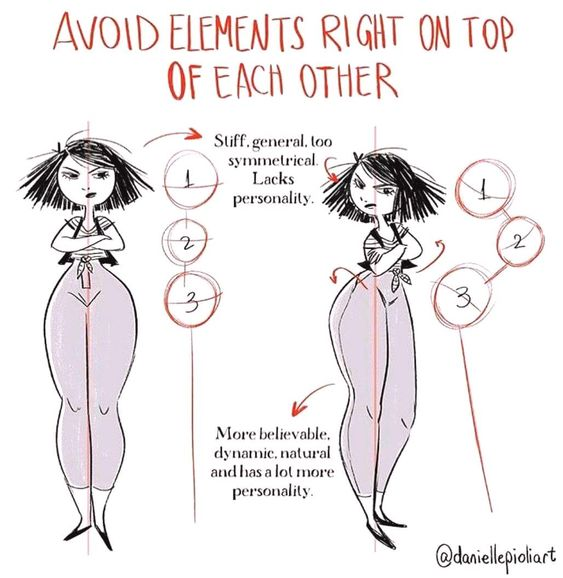 AVOID ELEMENTS RIGHT ON TOP
OF EACH OTHER
Stiff, general, too
symmetrical.
Lacks
personality.
1
2
3
1
2
3
More believable,
dynamic, natural
and has a lot more
personality.
@daniellepioliart